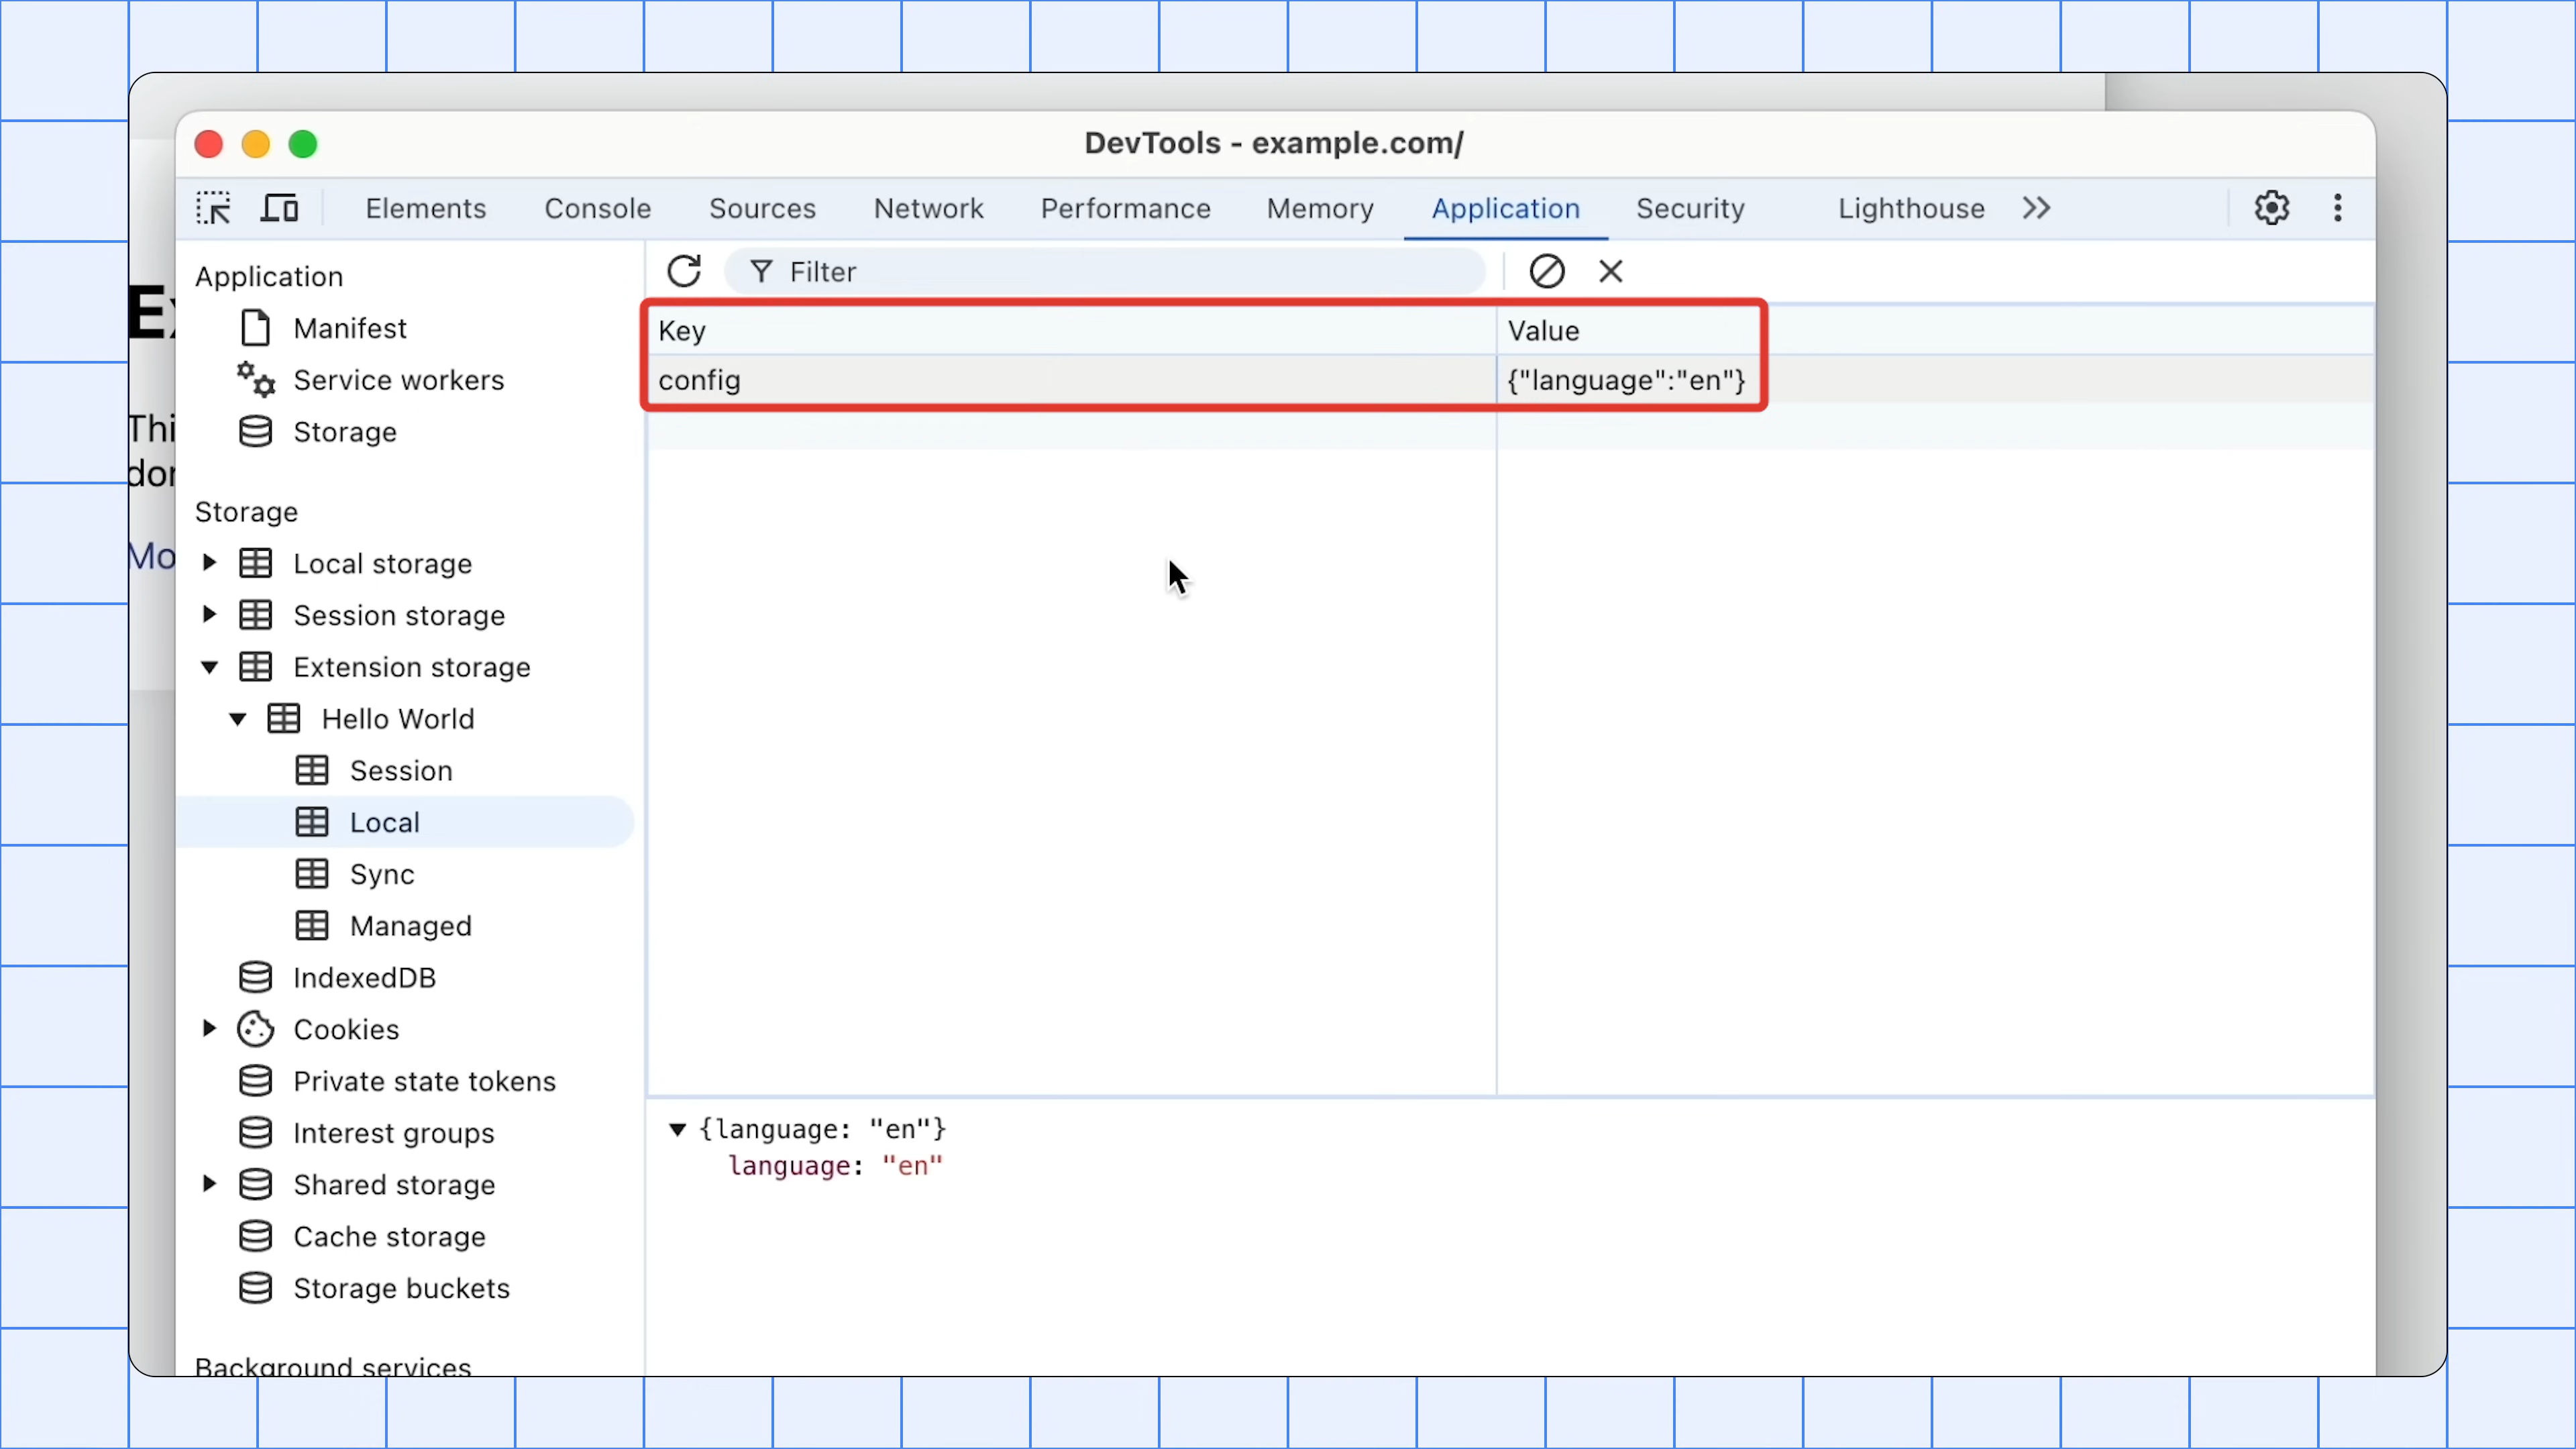 DevTools - example.com/
Elements Console Sources Network Performance Memory Application Security Lighthouse
Application
Manifest
Service workers
Storage
Storage
Local storage
Session storage
Extension storage
Hello World
Session
Local
Sync
Managed
IndexedDB
Cookies
Private state tokens
Interest groups
Shared storage
Cache storage
Storage buckets
Background services
Filter
Key Value
config {"language":"en"}
{language: "en"}
language: "en"
Thi
Mo